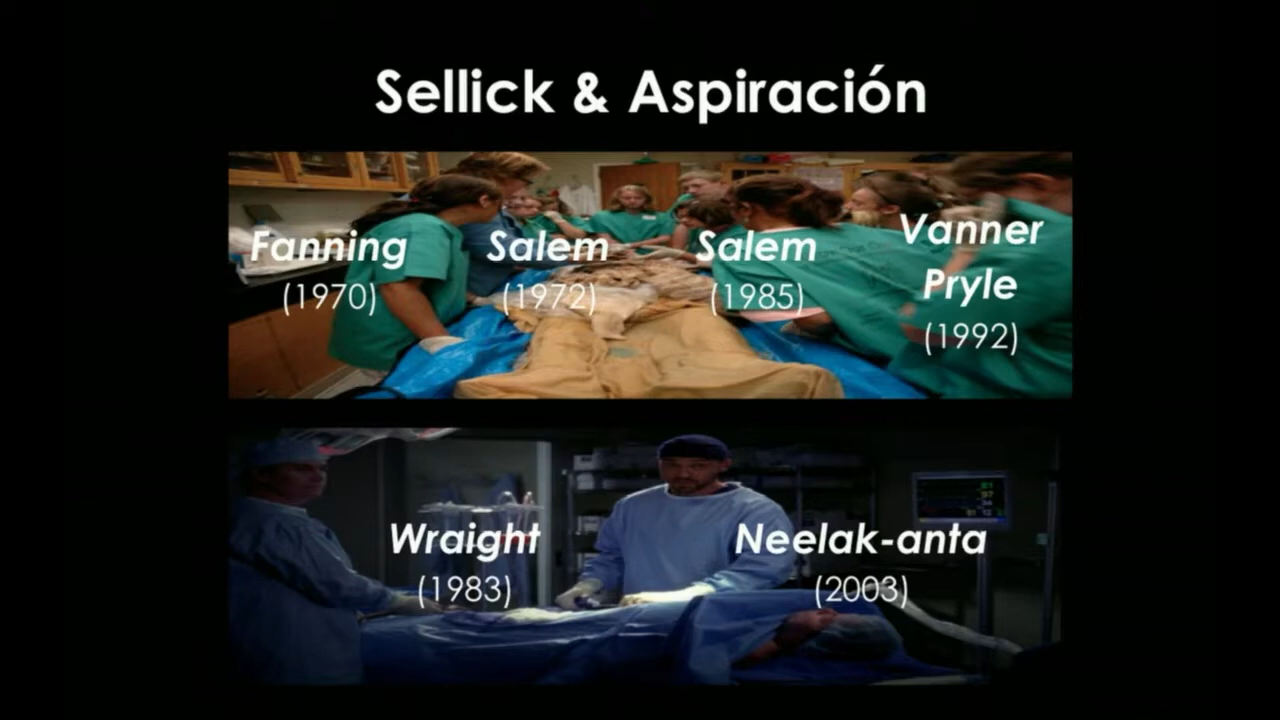 Sellick & Aspiración
Fanning
(1970)
Salem
(1972)
Salem
(1985)
Vanner
Pryle
(1992)
Wraight
(1983)
Neelak-anta
(2003)